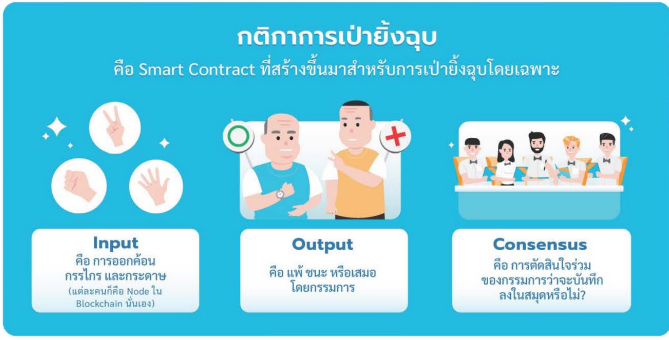 กติกาการเป่ายิ้งฉุบ
คือ Smart Contract ที่สร้างขึ้นมาสำหรับการเป่ายิ้งฉุบโดยเฉพาะ
Input
คือ การออกค้อน
กรรไกร และกระดาษ
(แต่ละคนก็คือ Node ใน
Blockchain นั่นเอง)
Output
คือ แพ้ ชนะ หรือเสมอ
โดยกรรมการ
Consensus
คือ การตัดสินใจร่วม
ของกรรมการว่าจะบันทึก
ลงในสมุดหรือไม่?